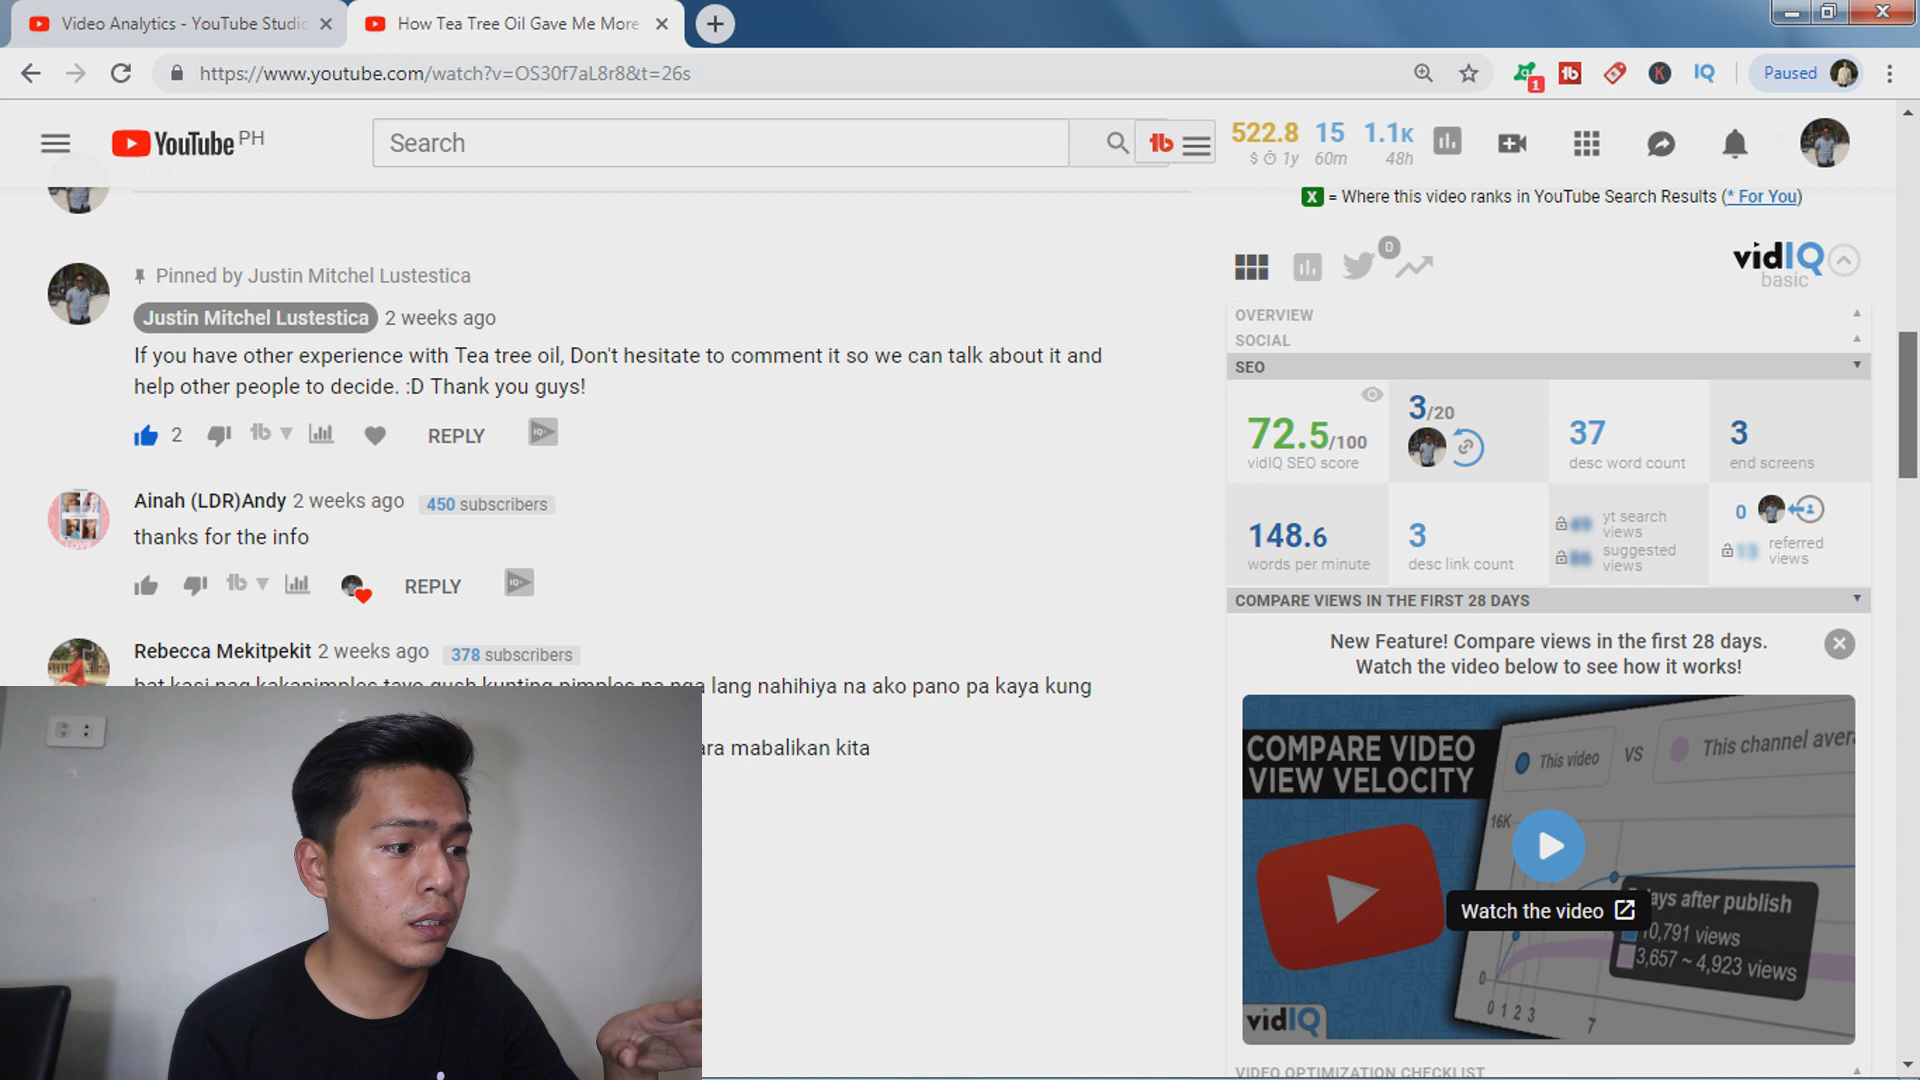 Video Analytics - YouTube Studio
How Tea Tree Oil Gave Me More
https://www.youtube.com/watch?v=OS30f7aL8r8&t=26s
1
K
IQ
Paused
YouTube PH
Search
522.8 15 1.1K
$ 1y 60m 48h
X = Where this video ranks in YouTube Search Results (* For You)
0
vidIQ
basic
Pinned by Justin Mitchel Lustestica
Justin Mitchel Lustestica 2 weeks ago
If you have other experience with Tea tree oil, Don't hesitate to comment it so we can talk about it and
help other people to decide. :D Thank you guys!
2 REPLY
Ainah (LDR)Andy 2 weeks ago 450 subscribers
thanks for the info
REPLY
Rebecca Mekitpekit 2 weeks ago 378 subscribers
lang nahihiya na ako pano pa kaya kung
mabalikan kita
OVERVIEW
SOCIAL
SEO
72.5/100
vidIQ SEO score
3/20
37
desc word count
3
end screens
148.6
words per minute
3
desc link count
yt search
views
suggested
views
0
referred
views
COMPARE VIEWS IN THE FIRST 28 DAYS
New Feature! Compare views in the first 28 days.
Watch the video below to see how it works!
COMPARE VIDEO
VIEW VELOCITY
This video VS This channel aver
16K
Watch the video
ays after publish
10,791 views
3,657 ~ 4,923 views
0
0 1 2 3 7
vidIQ
VIDEO OPTIMIZATION CHECKLIST